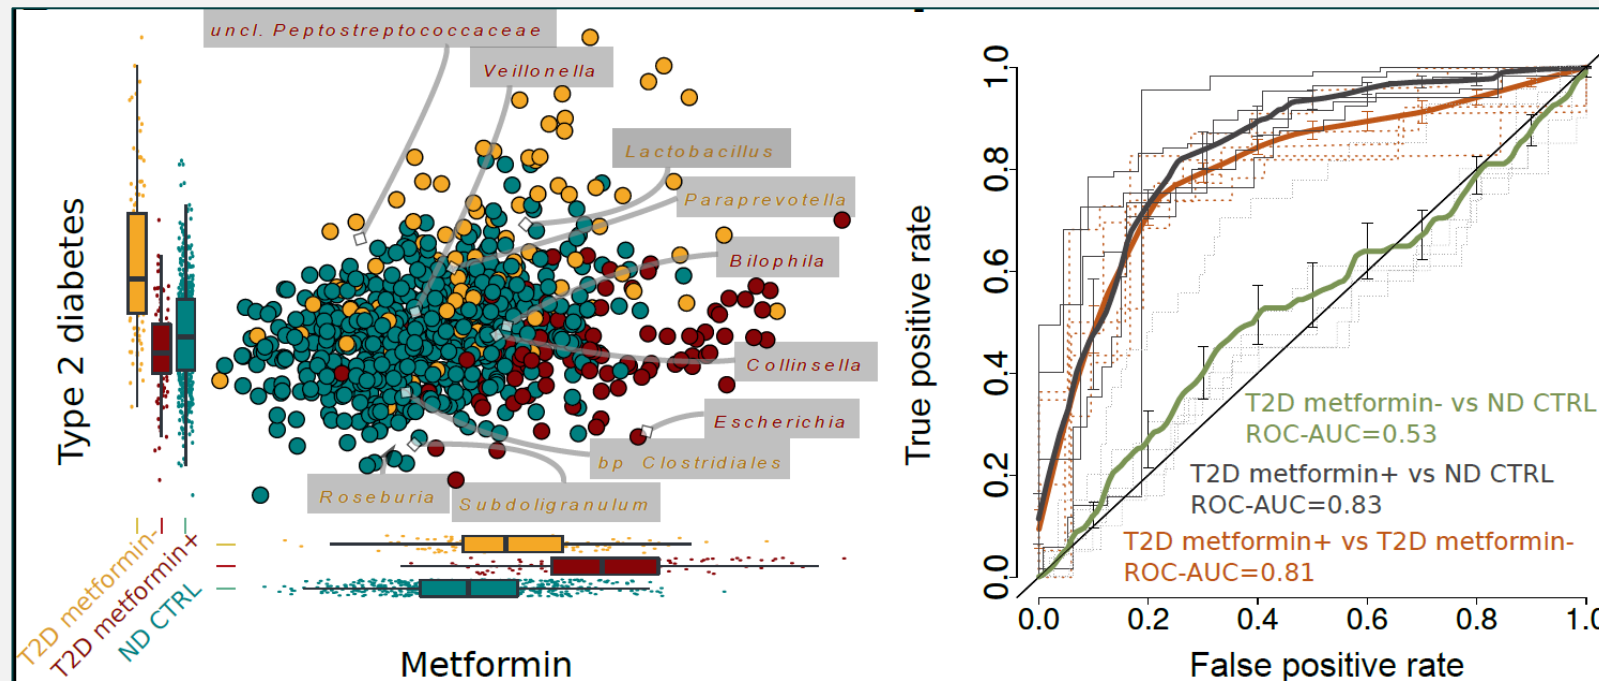 uncl. Peptostreptococcaceae
Veillonella
Lactobacillus
Paraprevotella
Bilophila
Collinsella
Escherichia
bp Clostridiales
Roseburia
Subdoligranulum
Type 2 diabetes
T2D metformin-
T2D metformin+
ND CTRL
Metformin
True positive rate
1.0
0.8
0.6
0.4
0.2
0.0
T2D metformin- vs ND CTRL
ROC-AUC=0.53
T2D metformin+ vs ND CTRL
ROC-AUC=0.83
T2D metformin+ vs T2D metformin-
ROC-AUC=0.81
0.0 0.2 0.4 0.6 0.8 1.0
False positive rate